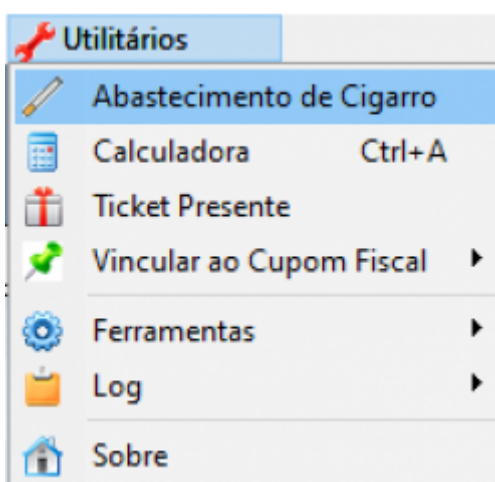 Utilitários
Abastecimento de Cigarro
Calculadora Ctrl+A
Ticket Presente
Vincular ao Cupom Fiscal
Ferramentas
Log
Sobre